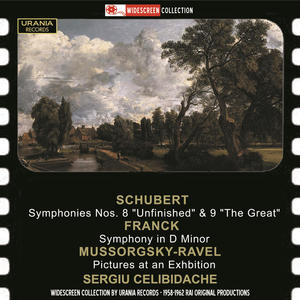 URANIA
RECORDS
WIDESCREEN COLLECTION
SCHUBERT
Symphonies Nos. 8 "Unfinished" & 9 "The Great"
FRANCK
Symphony in D Minor
MUSSORGSKY-RAVEL
Pictures at an Exhbition
SERGIU CELIBIDACHE
WIDESCREEN COLLECTION BY URANIA RECORDS - 1958-1962 RAI ORIGINAL PRODUCTIONS